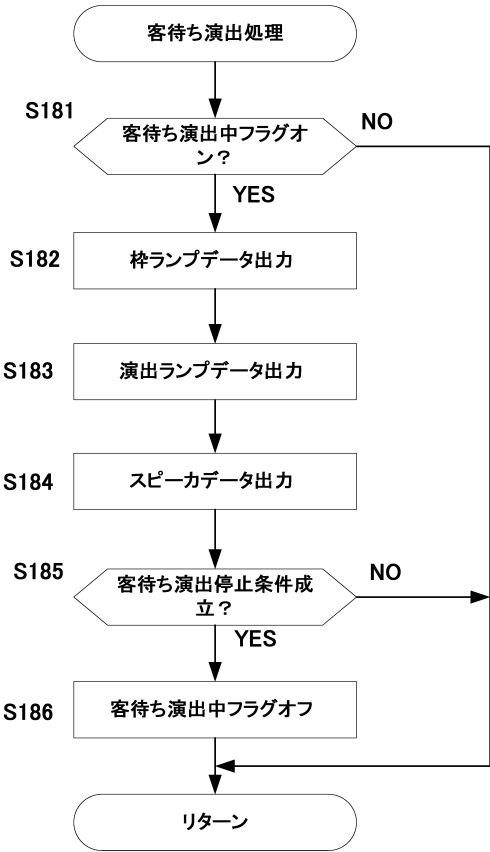 客待ち演出処理
S181
客待ち演出中フラグオ
ン？
NO
YES
S182
枠ランプデータ出力
S183
演出ランプデータ出力
S184
スピーカデータ出力
S185
客待ち演出停止条件成
立？
NO
YES
S186
客待ち演出中フラグオフ
リターン